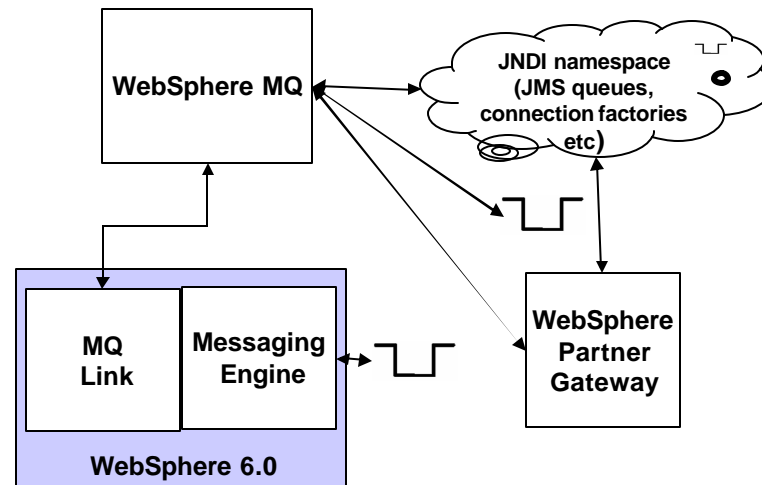 WebSphere MQ
JNDI namespace
(JMS queues,
connection factories
etc)
MQ
Link
Messaging
Engine
WebSphere
Partner
Gateway
WebSphere 6.0